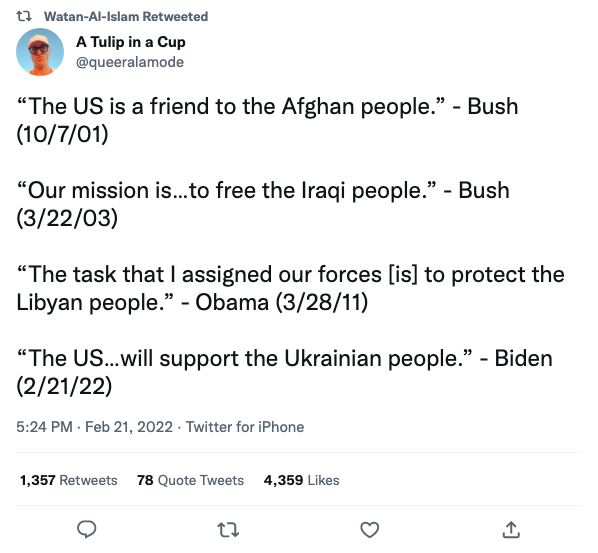 Watan-Al-Islam Retweeted
A Tulip in a Cup
@queeralamode
“The US is a friend to the Afghan people.” - Bush
(10/7/01)
“Our mission is...to free the Iraqi people.” - Bush
(3/22/03)
“The task that I assigned our forces [is] to protect the
Libyan people.” - Obama (3/28/11)
“The US...will support the Ukrainian people.” - Biden
(2/21/22)
5:24 PM · Feb 21, 2022 · Twitter for iPhone
1,357 Retweets 78 Quote Tweets 4,359 Likes